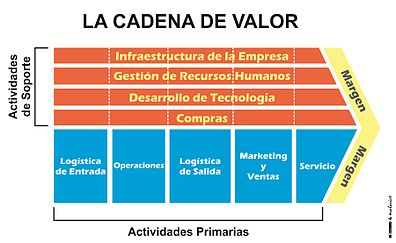 LA CADENA DE VALOR
Actividades
de Soporte
Infraestructura de la Empresa
Gestión de Recursos Humanos
Desarrollo de Tecnología
Compras
Margen
Logística
de Entrada
Operaciones
Logística
de Salida
Marketing
y
Ventas
Servicio
Margen
Actividades Primarias